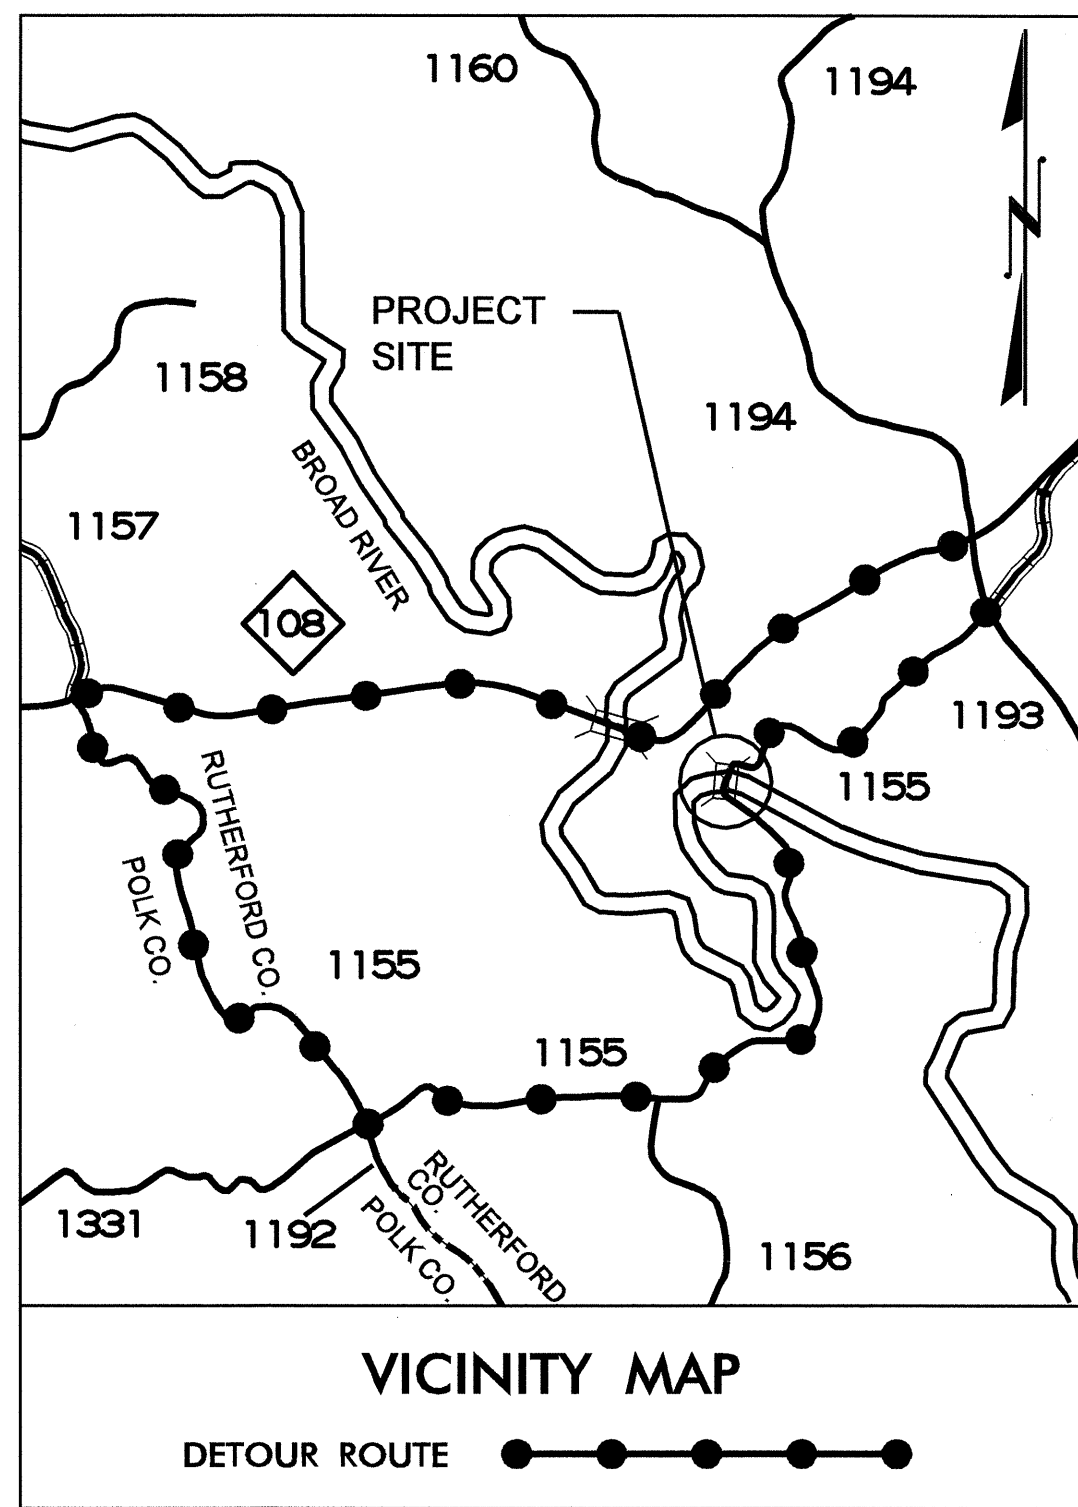 1160
1194
PROJECT
SITE
1158
1194
BROAD RIVER
1157
108
1193
RUTHERFORD CO.
POLK CO.
1155
1155
1155
RUTHERFORD
CO.
POLK CO.
1331
1192
1156
VICINITY MAP
DETOUR ROUTE